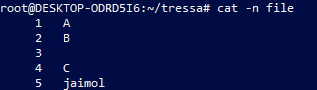 root@DESKTOP-ODRD5I6:~/tressa# cat -n file
1 A
2 B
3
4 C
5 jaimol